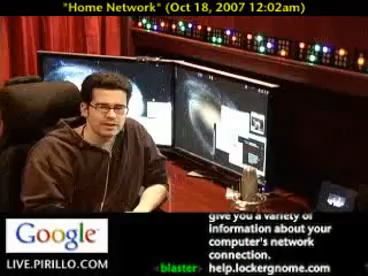 *Home Network* (Oct 18, 2007 12:02am)
Google
LIVE.PIRILLO.COM
give you a variety of
information about your
computer's network
connection.
<blaster> help.lockergnome.com